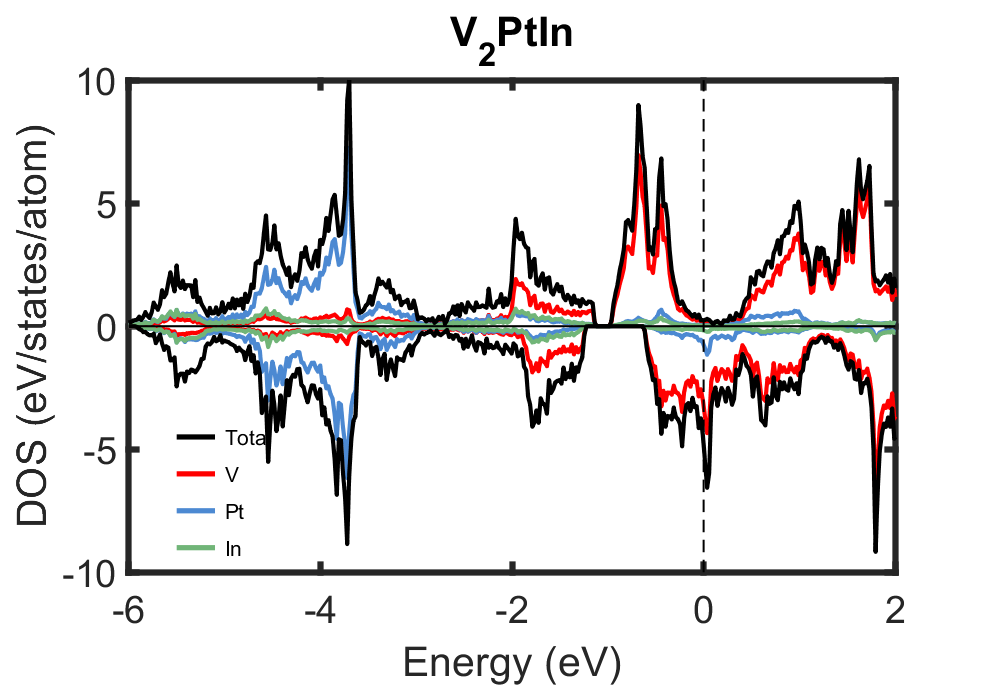 V2PtIn
DOS (eV/states/atom)
10
5
0
-5
-10
Tota
V
Pt
In
-6
-4
-2
0
2
Energy (eV)